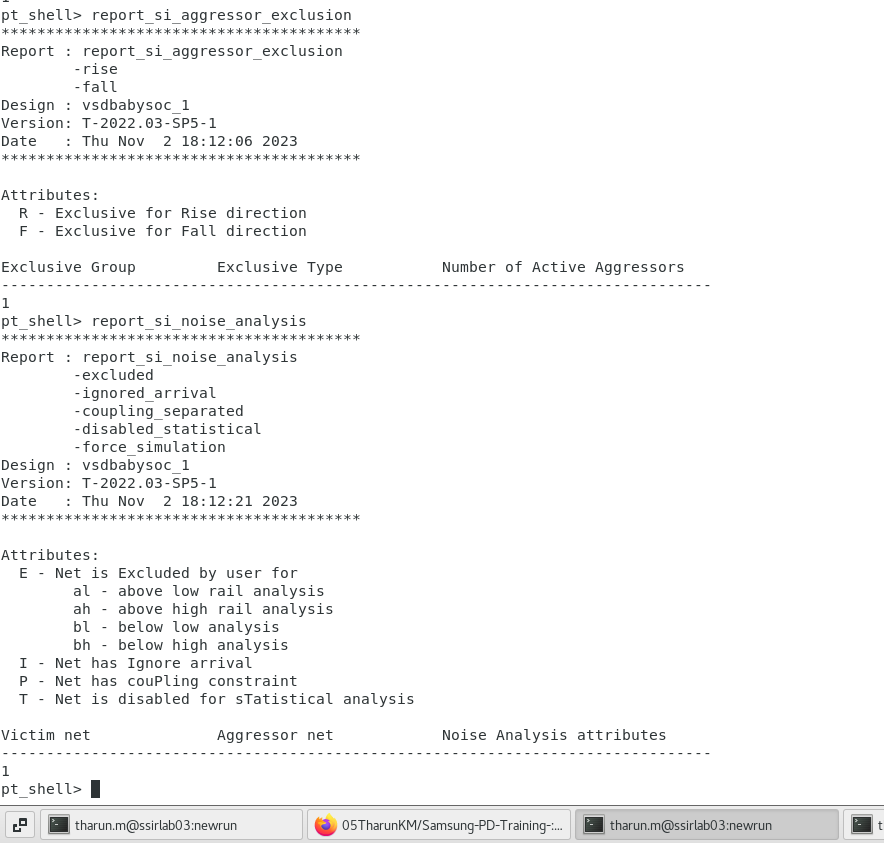 1
pt_shell> report_si_aggressor_exclusion
****************************************
Report : report_si_aggressor_exclusion
        -rise
        -fall
Design : vsdbabysoc_1
Version: T-2022.03-SP5-1
Date   : Thu Nov  2 18:12:06 2023
****************************************

Attributes:
  R - Exclusive for Rise direction
  F - Exclusive for Fall direction

Exclusive Group         Exclusive Type           Number of Active Aggressors
-------------------------------------------------------------------------------
1
pt_shell> report_si_noise_analysis
****************************************
Report : report_si_noise_analysis
        -excluded
        -ignored_arrival
        -coupling_separated
        -disabled_statistical
        -force_simulation
Design : vsdbabysoc_1
Version: T-2022.03-SP5-1
Date   : Thu Nov  2 18:12:21 2023
****************************************

Attributes:
  E - Net is Excluded by user for
        al - above low rail analysis
        ah - above high rail analysis
        bl - below low analysis
        bh - below high analysis
  I - Net has Ignore arrival
  P - Net has couPling constraint
  T - Net is disabled for sTatistical analysis

Victim net              Aggressor net            Noise Analysis attributes
-------------------------------------------------------------------------------
1
pt_shell>
tharun.m@ssirlab03:newrun
05TharunKM/Samsung-PD-Training-:...
tharun.m@ssirlab03:newrun
t